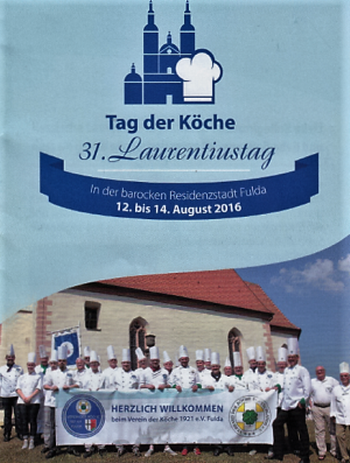 Tag der Köche
31. Laurentiustag
In der barocken Residenzstadt Fulda
12. bis 14. August 2016
HERZLICH WILLKOMMEN
beim Verein der Köche 1921 e.V. Fulda